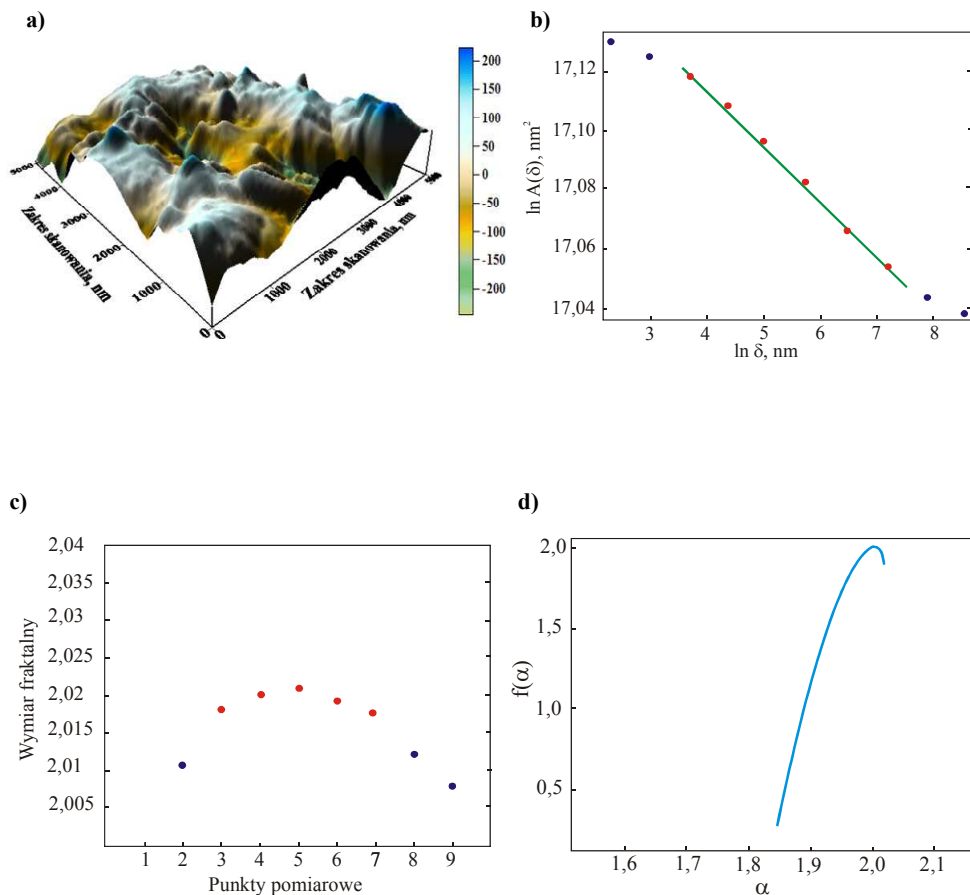 a)
200
150
100
50
0
-50
-100
-150
-200
5000
4000
3000
2000
1000
0
Zakres skanowania, nm
0
1000
2000
3000
4000
Zakres skanowania, nm
b)
17,12
17,10
17,08
17,06
17,04
ln A(δ), nm²
3 4 5 6 7 8
ln δ, nm
c)
2,04
2,035
2,03
2,025
2,02
2,015
2,01
2,005
Wymiar fraktalny
1 2 3 4 5 6 7 8 9
Punkty pomiarowe
d)
2,0
1,5
1,0
0,5
f(α)
1,6 1,7 1,8 1,9 2,0 2,1
α